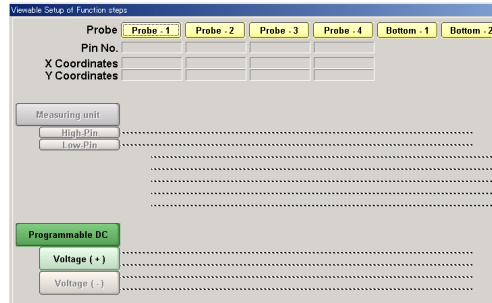 Viewable Setup of Function steps
Probe Probe - 1 Probe - 2 Probe - 3 Probe - 4 Bottom - 1 Bottom - 2
Pin No.
X Coordinates
Y Coordinates
Measuring unit
High-Pin
Low-Pin
Programmable DC
Voltage ( + )
Voltage ( - )